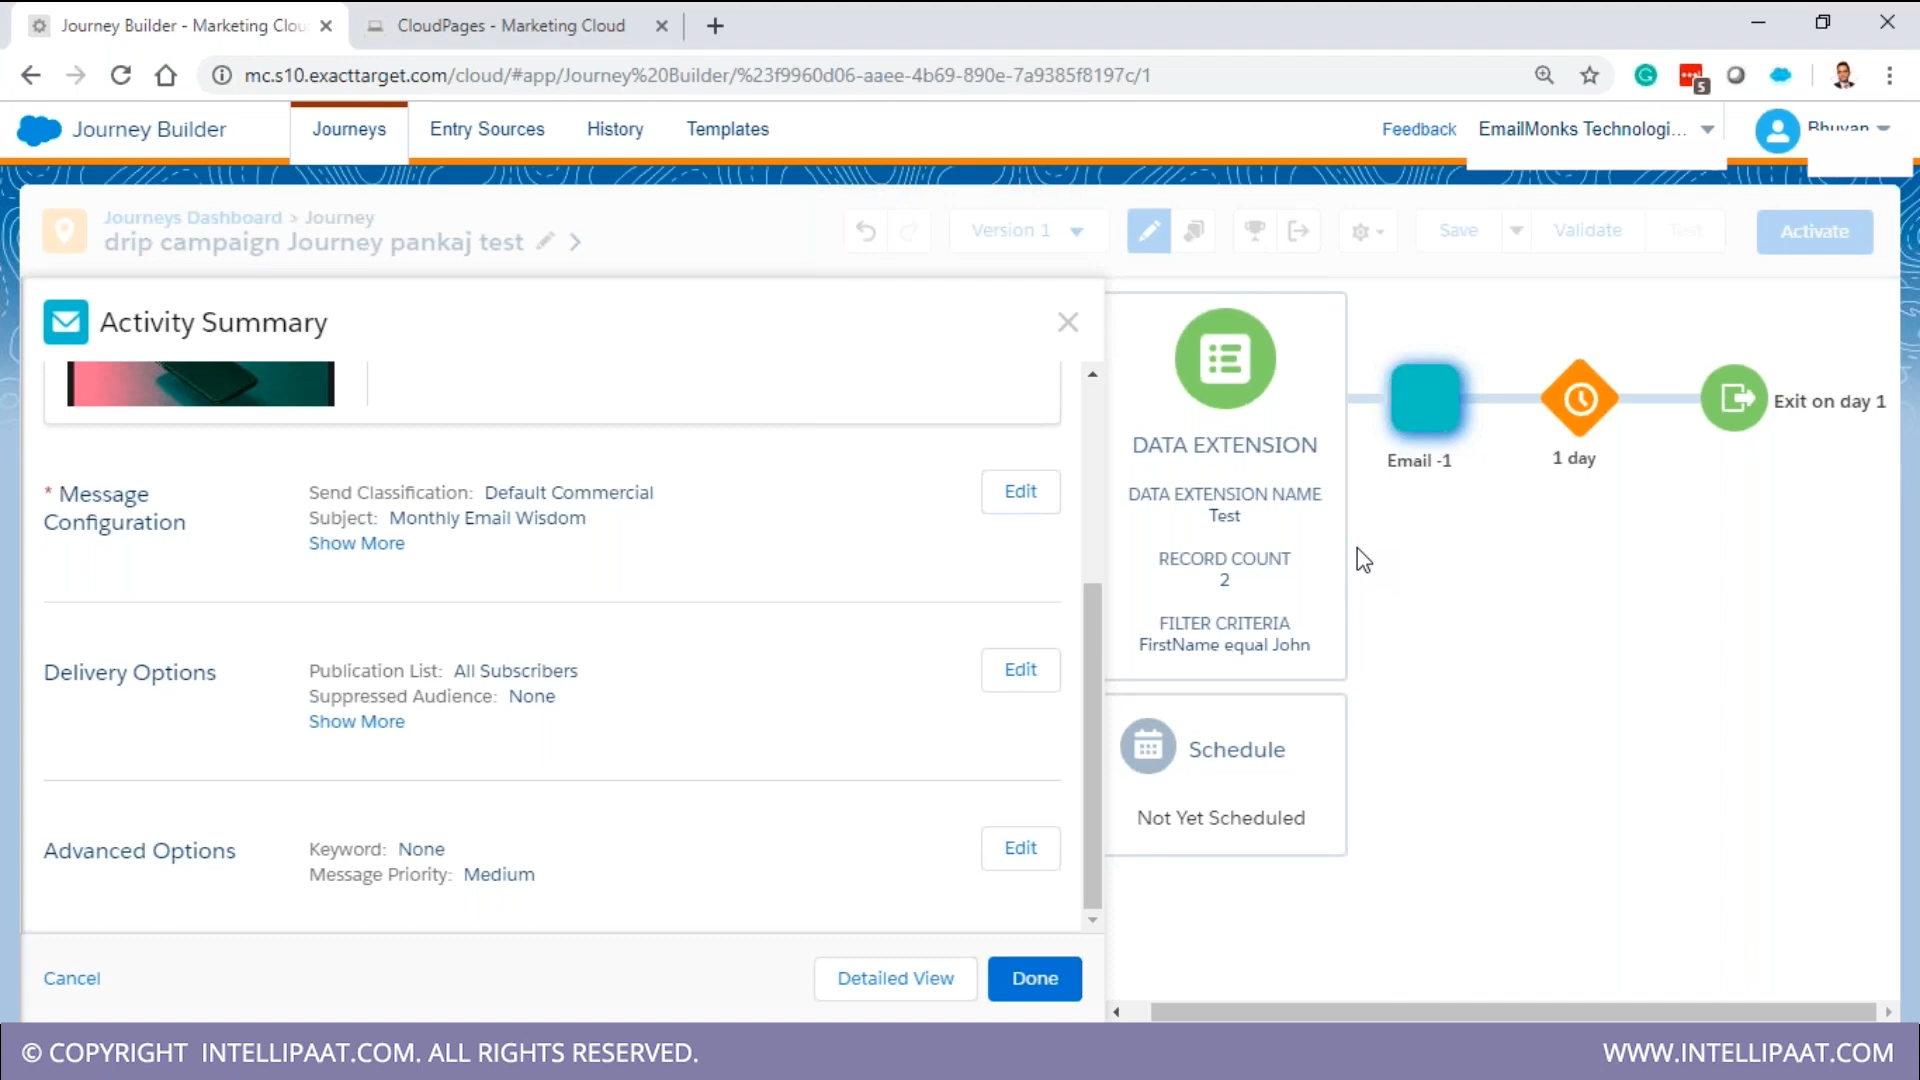 Journey Builder - Marketing Clou
CloudPages - Marketing Cloud
mc.s10.exacttarget.com/cloud/#app/Journey%20Builder/%23f9960d06-aaee-4b69-890e-7a9385f8197c/1
5
Journey Builder
Journeys
Entry Sources
History
Templates
Feedback
EmailMonks Technologi...
Bhuvan
Journeys Dashboard > Journey
drip campaign Journey pankaj test
Version 1
Save
Validate
Test
Activate
Activity Summary
* Message Configuration
Send Classification: Default Commercial
Subject: Monthly Email Wisdom
Show More
Edit
Delivery Options
Publication List: All Subscribers
Suppressed Audience: None
Show More
Edit
Advanced Options
Keyword: None
Message Priority: Medium
Edit
Cancel
Detailed View
Done
DATA EXTENSION
DATA EXTENSION NAME
Test
RECORD COUNT
2
FILTER CRITERIA
FirstName equal John
Schedule
Not Yet Scheduled
Email -1
1 day
Exit on day 1
© COPYRIGHT INTELLIPAAT.COM. ALL RIGHTS RESERVED.
WWW.INTELLIPAAT.COM